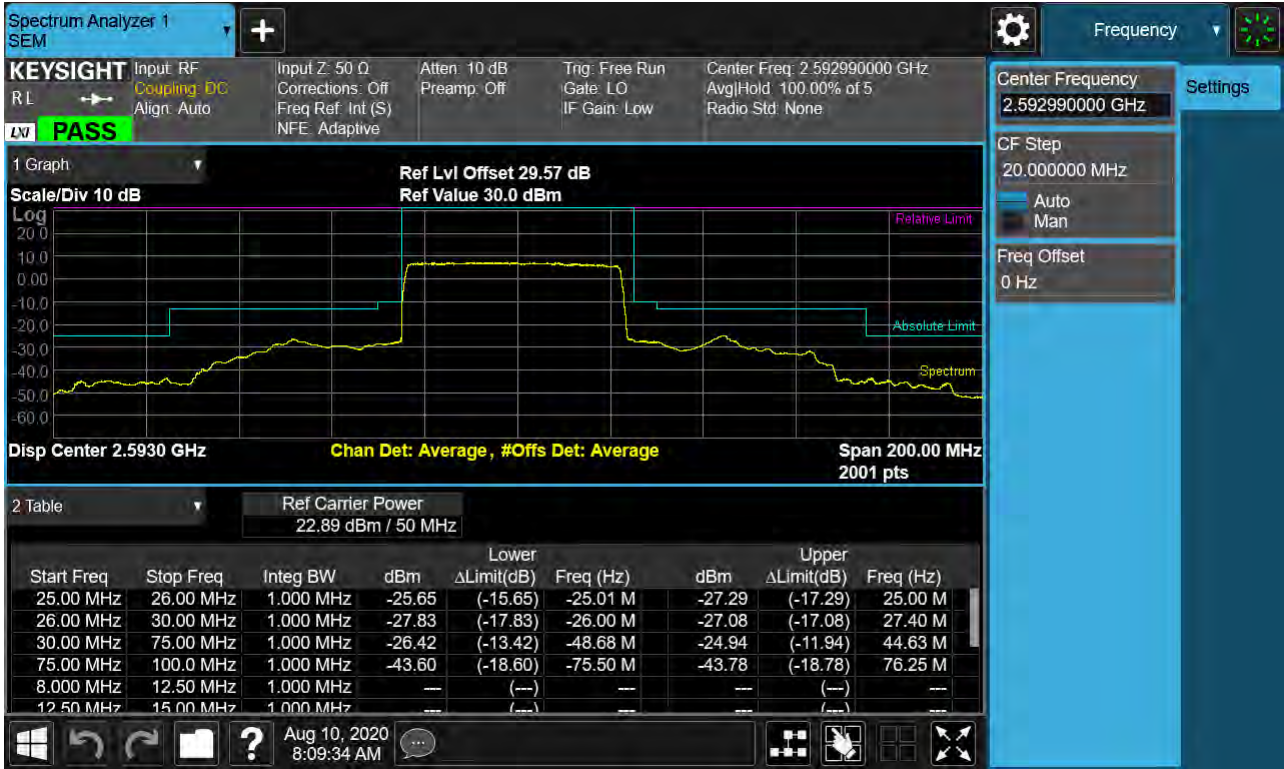 Spectrum Analyzer 1
SEM
+
Frequency
KEYSIGHT
Input: RF
Coupling: DC
Align: Auto
Input Z: 50 Ω
Corrections: Off
Freq Ref: Int (S)
NFE: Adaptive
Atten: 10 dB
Preamp: Off
Trig: Free Run
Gate: LO
IF Gain: Low
Center Freq: 2.592990000 GHz
Avg|Hold: 100.00% of 5
Radio Std: None
R L
LXI
PASS
Center Frequency
2.592990000 GHz
Settings
CF Step
20.000000 MHz
Auto
Man
Freq Offset
0 Hz
1 Graph
Scale/Div 10 dB
Ref Lvl Offset 29.57 dB
Ref Value 30.0 dBm
Log
Relative Limit
20.0
10.0
0.00
-10.0
-20.0
Absolute Limit
-30.0
-40.0
Spectrum
-50.0
-60.0
Disp Center 2.5930 GHz
Chan Det: Average , #Offs Det: Average
Span 200.00 MHz
2001 pts
2 Table
Ref Carrier Power
22.89 dBm / 50 MHz
Lower Upper
Start Freq Stop Freq Integ BW dBm ΔLimit(dB) Freq (Hz) dBm ΔLimit(dB) Freq (Hz)
25.00 MHz 26.00 MHz 1.000 MHz -25.65 (-15.65) -25.01 M -27.29 (-17.29) 25.00 M
26.00 MHz 30.00 MHz 1.000 MHz -27.83 (-17.83) -26.00 M -27.08 (-17.08) 27.40 M
30.00 MHz 75.00 MHz 1.000 MHz -26.42 (-13.42) -48.68 M -24.94 (-11.94) 44.63 M
75.00 MHz 100.0 MHz 1.000 MHz -43.60 (-18.60) -75.50 M -43.78 (-18.78) 76.25 M
8.000 MHz 12.50 MHz 1.000 MHz --- (---) --- --- (---) ---
12.50 MHz 15.00 MHz 1.000 MHz --- (---) --- --- (---) ---
?
Aug 10, 2020
8:09:34 AM